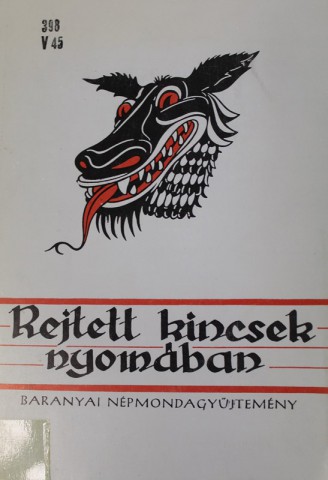 398
V 45
Rejtett kincsek
nyomában
BARANYAI NÉPMONDAGYŰJTEMÉNY